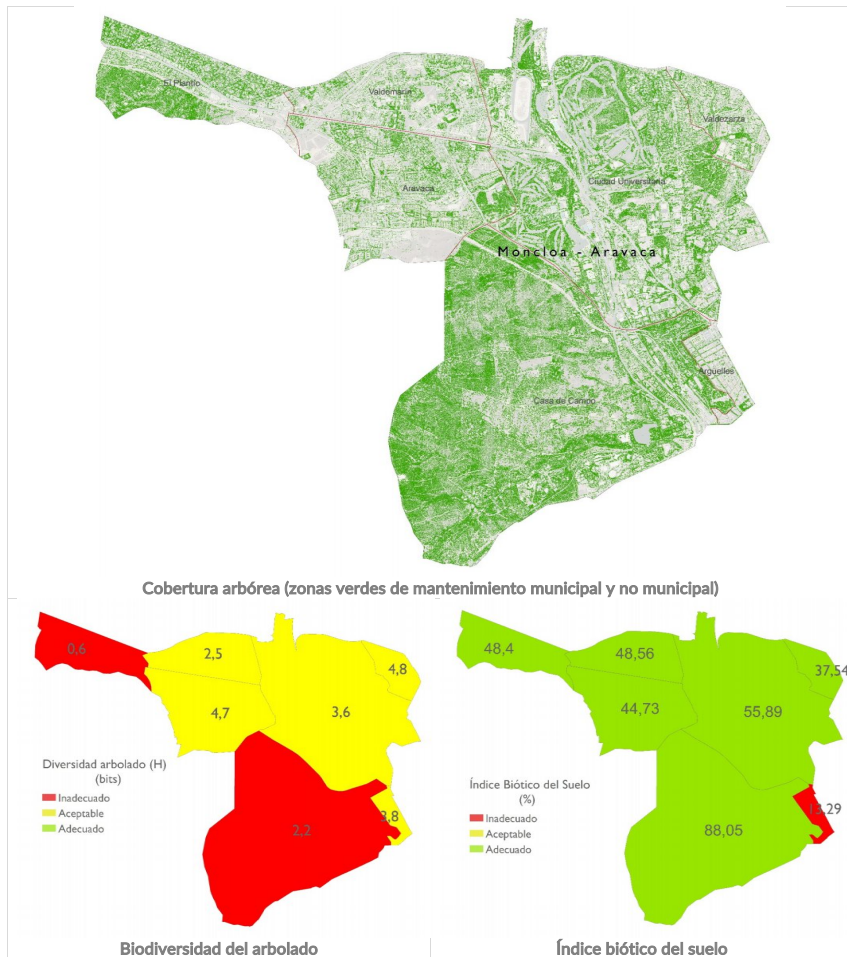 El Plantío
Valdemarín
Valdezarza
Aravaca
Ciudad Universitaria
Moncloa - Aravaca
Argüelles
Casa de Campo
Cobertura arbórea (zonas verdes de mantenimiento municipal y no municipal)
0,6
2,5
4,8
4,7
3,6
Diversidad arbolado (H)
(bits)
Inadecuado
Aceptable
Adecuado
3,8
2,2
Biodiversidad del arbolado
48,4
48,56
37,54
44,73
55,89
Índice Biótico del Suelo
(%)
Inadecuado
Aceptable
Adecuado
88,05
Índice biótico del suelo